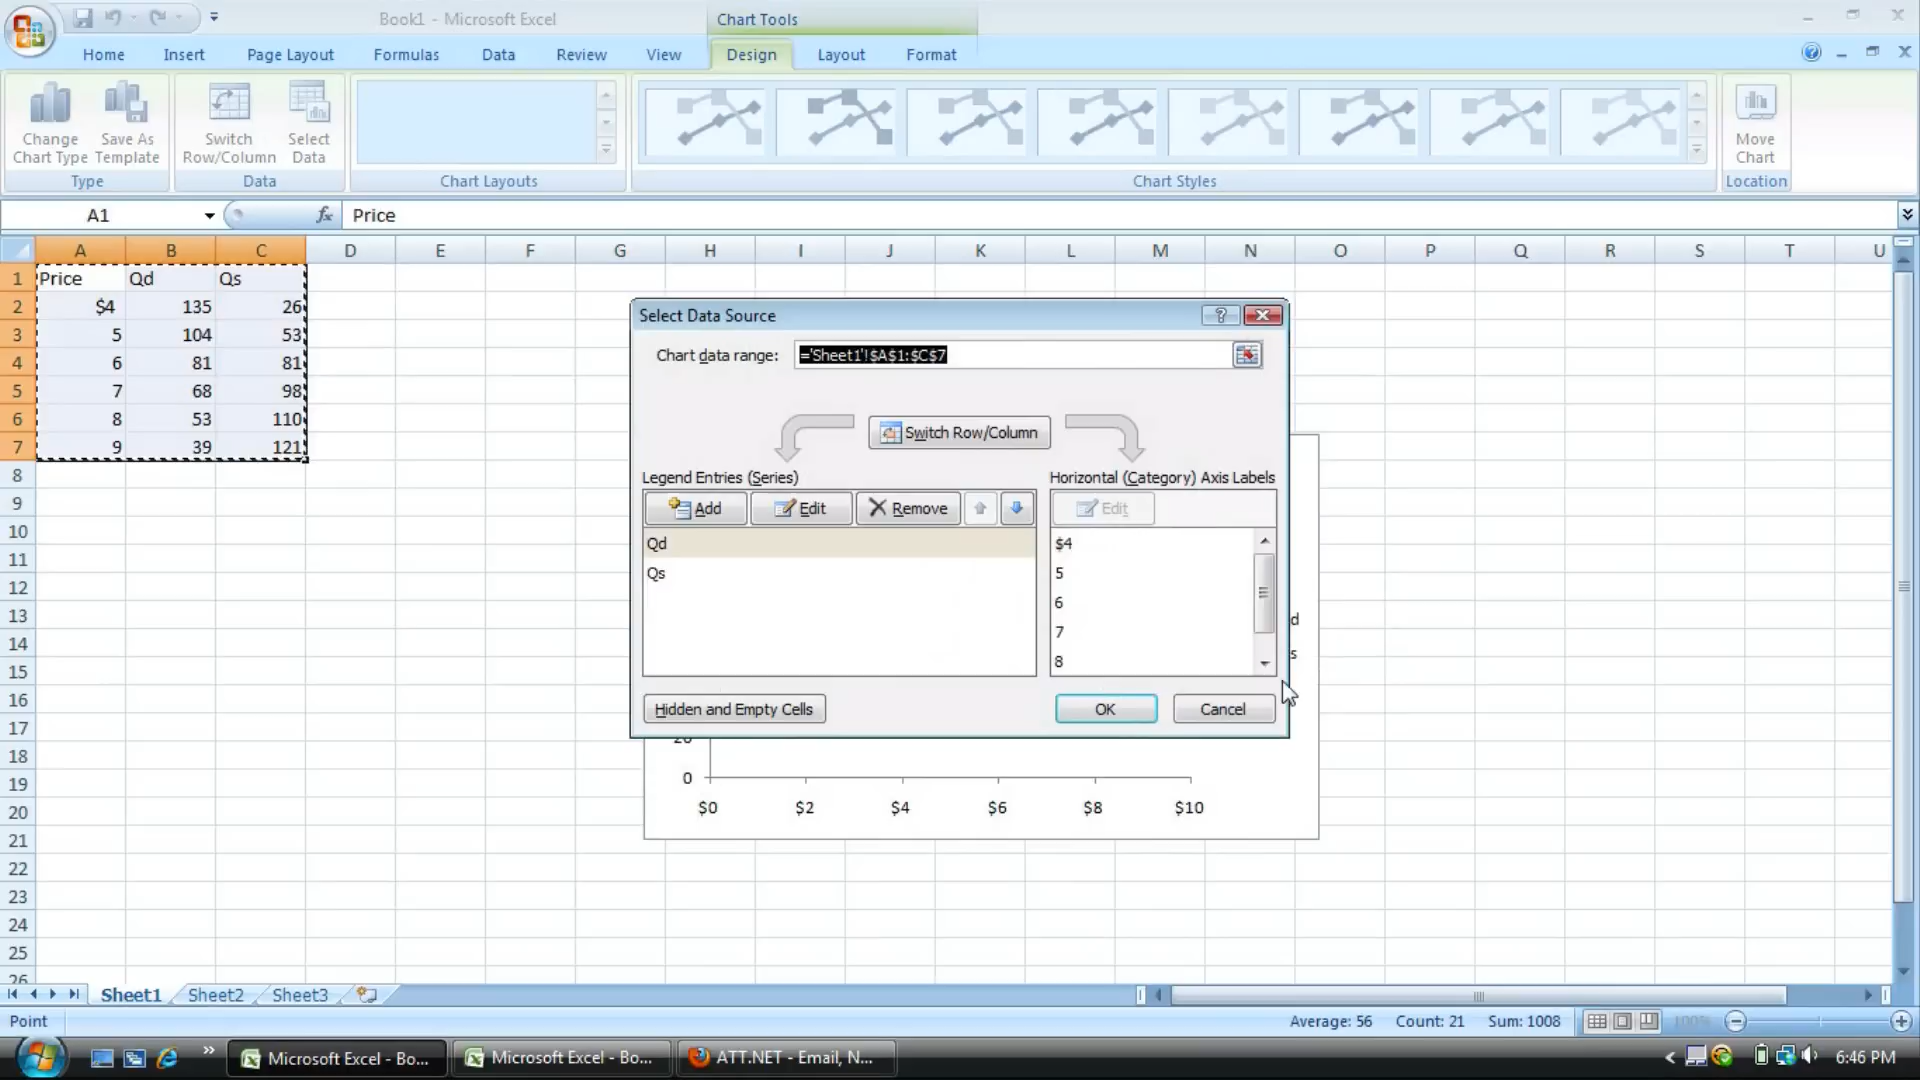 Book1 - Microsoft Excel
Chart Tools
Home Insert Page Layout Formulas Data Review View Design Layout Format
Change Chart Type
Save As Template
Switch Row/Column
Select Data
Move Chart
Type Data Chart Layouts Chart Styles Location
A1 fx Price
A B C D E F G H I J K L M N O P Q R S T U
1 Price Qd Qs
2 $4 135 26
3 5 104 53
4 6 81 81
5 7 68 98
6 8 53 110
7 9 39 121
8
9
10
11
12
13
14
15
16
17
18
19
20
21
22
23
24
25
26
Select Data Source ?
Chart data range: ='Sheet1'!$A$1:$C$7
Switch Row/Column
Legend Entries (Series)
Add Edit Remove
Qd
Qs
Horizontal (Category) Axis Labels
Edit
$4
5
6
7
8
Hidden and Empty Cells OK Cancel
d
s
20
0
$0 $2 $4 $6 $8 $10
Sheet1 Sheet2 Sheet3
Point Average: 56 Count: 21 Sum: 1008 100%
Microsoft Excel - Bo... Microsoft Excel - Bo... ATT.NET - Email, N... 6:46 PM